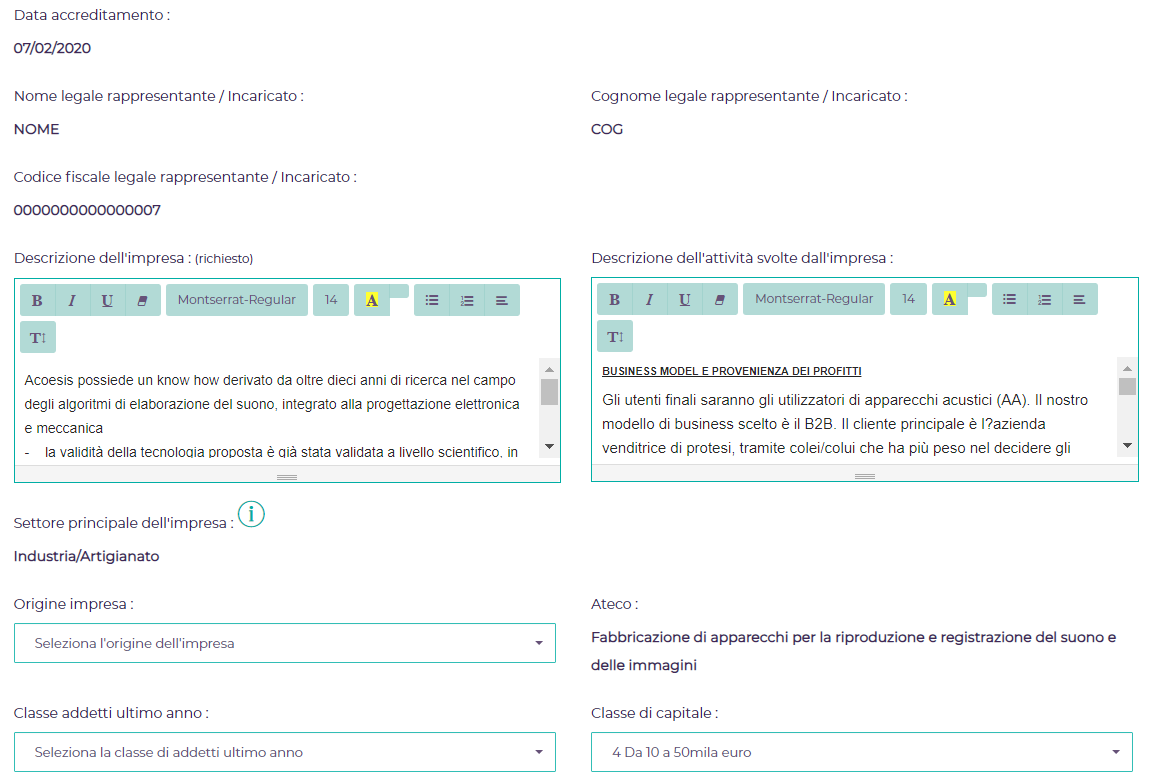 Data accreditamento :
07/02/2020
Nome legale rappresentante / Incaricato :
Cognome legale rappresentante / Incaricato :
NOME
COG
Codice fiscale legale rappresentante / Incaricato :
0000000000000007
Descrizione dell'impresa : (richiesto)
Descrizione dell'attività svolte dall'impresa :
B I U Montserrat-Regular 14 A
T
Acoesis possiede un know how derivato da oltre dieci anni di ricerca nel campo
degli algoritmi di elaborazione del suono, integrato alla progettazione elettronica
e meccanica
- la validità della tecnologia proposta è già stata validata a livello scientifico, in
B I U Montserrat-Regular 14 A
T
BUSINESS MODEL E PROVENIENZA DEI PROFITTI
Gli utenti finali saranno gli utilizzatori di apparecchi acustici (AA). Il nostro
modello di business scelto è il B2B. Il cliente principale è l?azienda
venditrice di protesi, tramite colei/colui che ha più peso nel decidere gli
Settore principale dell'impresa : i
Industria/Artigianato
Origine impresa :
Seleziona l'origine dell'impresa
Ateco :
Fabbricazione di apparecchi per la riproduzione e registrazione del suono e
delle immagini
Classe addetti ultimo anno :
Seleziona la classe di addetti ultimo anno
Classe di capitale :
4 Da 10 a 50mila euro